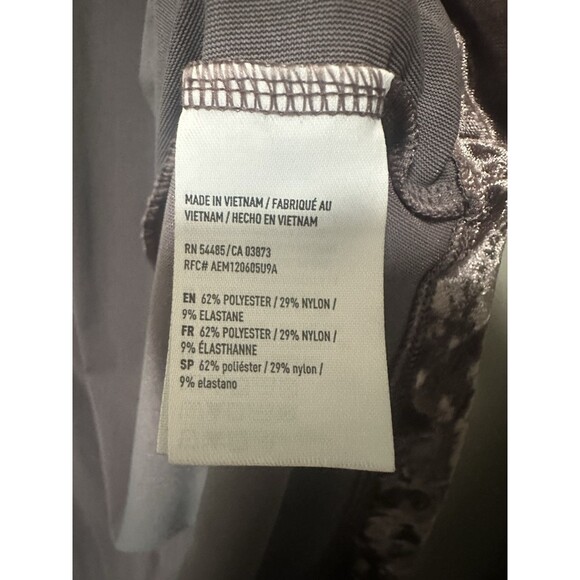 MADE IN VIETNAM / FABRIQUÉ AU
VIETNAM / HECHO EN VIETNAM
RN 54485/CA 03873
RFC# AEM120605U9A
EN 62% POLYESTER / 29% NYLON /
9% ELASTANE
FR 62% POLYESTER / 29% NYLON /
9% ÉLASTHANNE
SP 62% poliéster / 29% nylon /
9% elastano